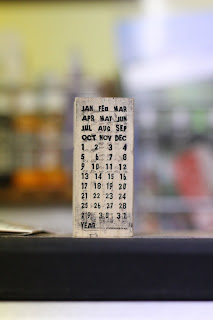 JAN FEB MAR
APR MAY JUN
JUL AUG SEP
OCT NOV DEC
1 2 3 4
5 6 7 8
9 10 11 12
13 14 15 16
17 18 19 20
21 22 23 24
25 26 27 28
29 30 31
YEAR